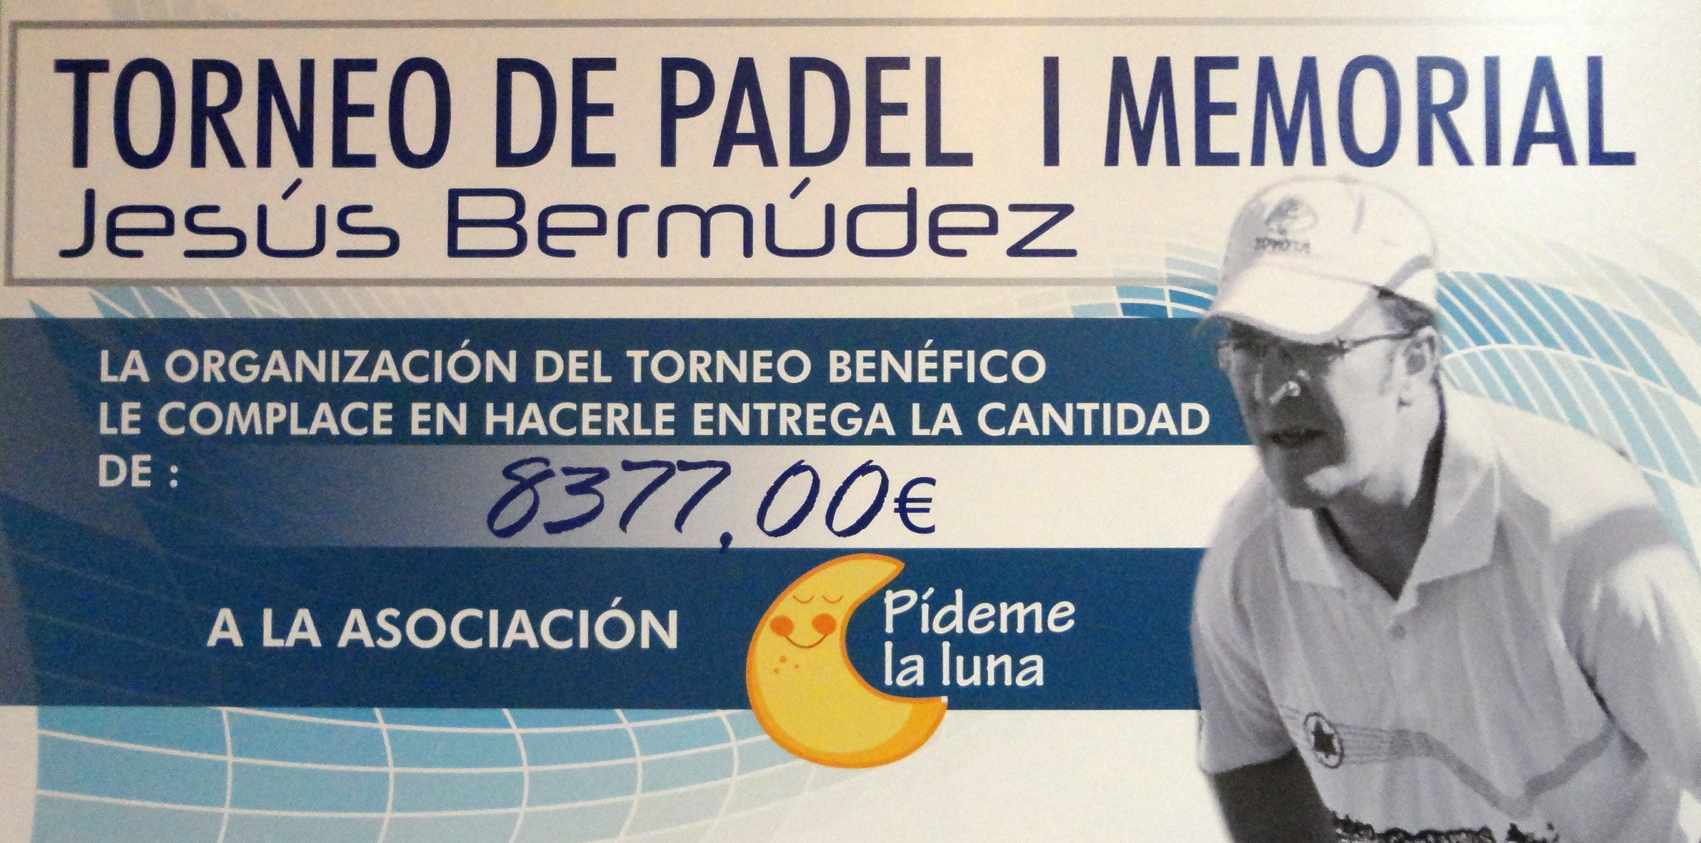 TORNEO DE PADEL I MEMORIAL
Jesús Bermúdez
TOYOTA
LA ORGANIZACIÓN DEL TORNEO BENÉFICO
LE COMPLACE EN HACERLE ENTREGA LA CANTIDAD
DE :
8377,00€
A LA ASOCIACIÓN
Pídeme
la luna